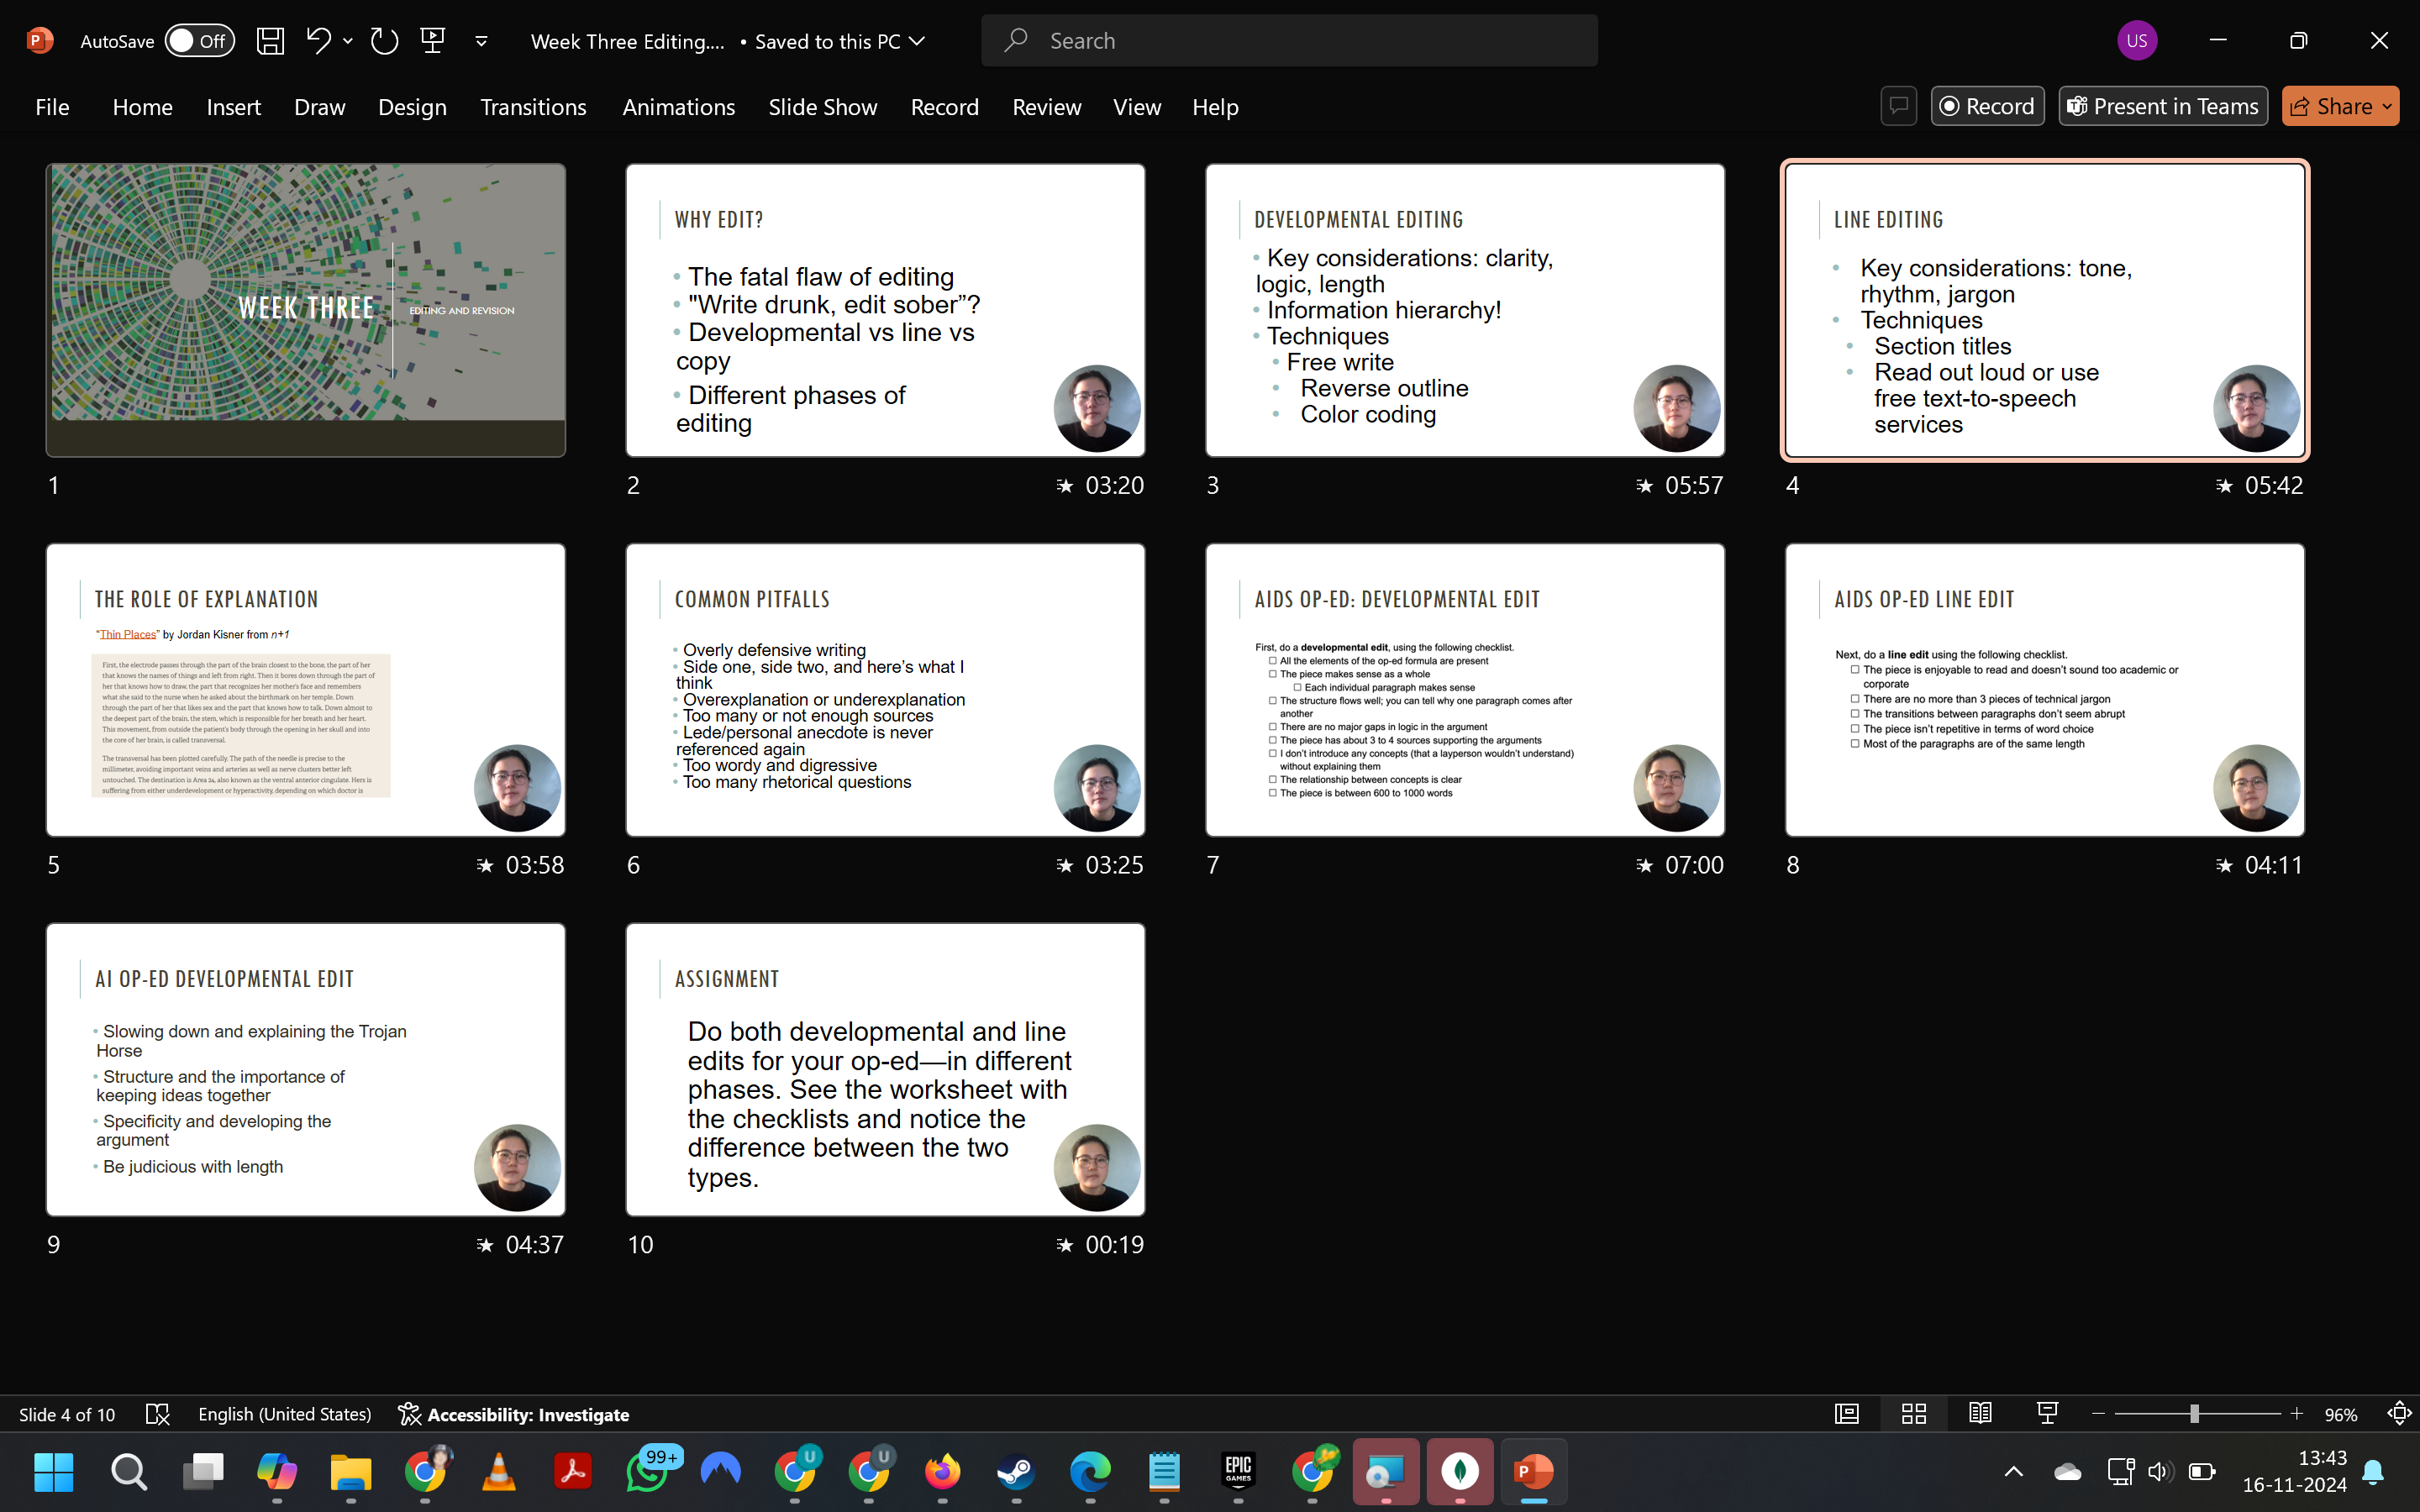 AutoSave Off Week Three Editing.... • Saved to this PC Search US
File Home Insert Draw Design Transitions Animations Slide Show Record Review View Help Record Present in Teams Share
WEEK THREE
EDITING AND REVISION
1
WHY EDIT?
• The fatal flaw of editing
• "Write drunk, edit sober”?
• Developmental vs line vs
copy
• Different phases of
editing
2 03:20
DEVELOPMENTAL EDITING
• Key considerations: clarity,
logic, length
• Information hierarchy!
• Techniques
• Free write
• Reverse outline
• Color coding
3 05:57
LINE EDITING
• Key considerations: tone,
rhythm, jargon
• Techniques
• Section titles
• Read out loud or use
free text-to-speech
services
4 05:42
THE ROLE OF EXPLANATION
“Thin Places” by Jordan Kisner from n+1
First, the electrode passes through the part of the brain closest to the bone, the part of her
that knows the names of things and left from right. Then it bores down through the part of
her that knows how to draw, the part that recognizes her mother's face and remembers
what she said to the nurse when he asked about the birthmark on her temple. Down
through the part of her that likes sex and the part that knows how to talk. Down almost to
the deepest part of the brain, the stem, which is responsible for her breath and her heart.
This movement, from outside the patient's body through the opening in her skull and into
the core of her brain, is called transversal.
The transversal has been plotted carefully. The path of the needle is precise to the
millimeter, avoiding important veins and arteries as well as nerve clusters better left
untouched. The destination is Area 24, also known as the ventral anterior cingulate. Hers is
suffering from either underdevelopment or hyperactivity, depending on which doctor is
5 03:58
COMMON PITFALLS
• Overly defensive writing
• Side one, side two, and here’s what I
think
• Overexplanation or underexplanation
• Too many or not enough sources
• Lede/personal anecdote is never
referenced again
• Too wordy and digressive
• Too many rhetorical questions
6 03:25
AIDS OP-ED: DEVELOPMENTAL EDIT
First, do a developmental edit, using the following checklist.
☐ All the elements of the op-ed formula are present
☐ The piece makes sense as a whole
☐ Each individual paragraph makes sense
☐ The structure flows well; you can tell why one paragraph comes after
another
☐ There are no major gaps in logic in the argument
☐ The piece has about 3 to 4 sources supporting the arguments
☐ I don’t introduce any concepts (that a layperson wouldn’t understand)
without explaining them
☐ The relationship between concepts is clear
☐ The piece is between 600 to 1000 words
7 07:00
AIDS OP-ED LINE EDIT
Next, do a line edit using the following checklist.
☐ The piece is enjoyable to read and doesn’t sound too academic or
corporate
☐ There are no more than 3 pieces of technical jargon
☐ The transitions between paragraphs don’t seem abrupt
☐ The piece isn’t repetitive in terms of word choice
☐ Most of the paragraphs are of the same length
8 04:11
AI OP-ED DEVELOPMENTAL EDIT
• Slowing down and explaining the Trojan
Horse
• Structure and the importance of
keeping ideas together
• Specificity and developing the
argument
• Be judicious with length
9 04:37
ASSIGNMENT
Do both developmental and line
edits for your op-ed—in different
phases. See the worksheet with
the checklists and notice the
difference between the two
types.
10 00:19
Slide 4 of 10 English (United States) Accessibility: Investigate 96%
99+ U U EPIC GAMES P 13:43
16-11-2024